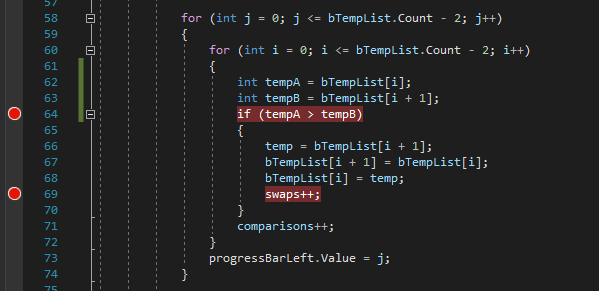 57
58 for (int j = 0; j <= bTempList.Count - 2; j++)
59 {
60 for (int i = 0; i <= bTempList.Count - 2; i++)
61 {
62 int tempA = bTempList[i];
63 int tempB = bTempList[i + 1];
64 if (tempA > tempB)
65 {
66 temp = bTempList[i + 1];
67 bTempList[i + 1] = bTempList[i];
68 bTempList[i] = temp;
69 swaps++;
70 }
71 comparisons++;
72 }
73 progressBarLeft.Value = j;
74 }
75